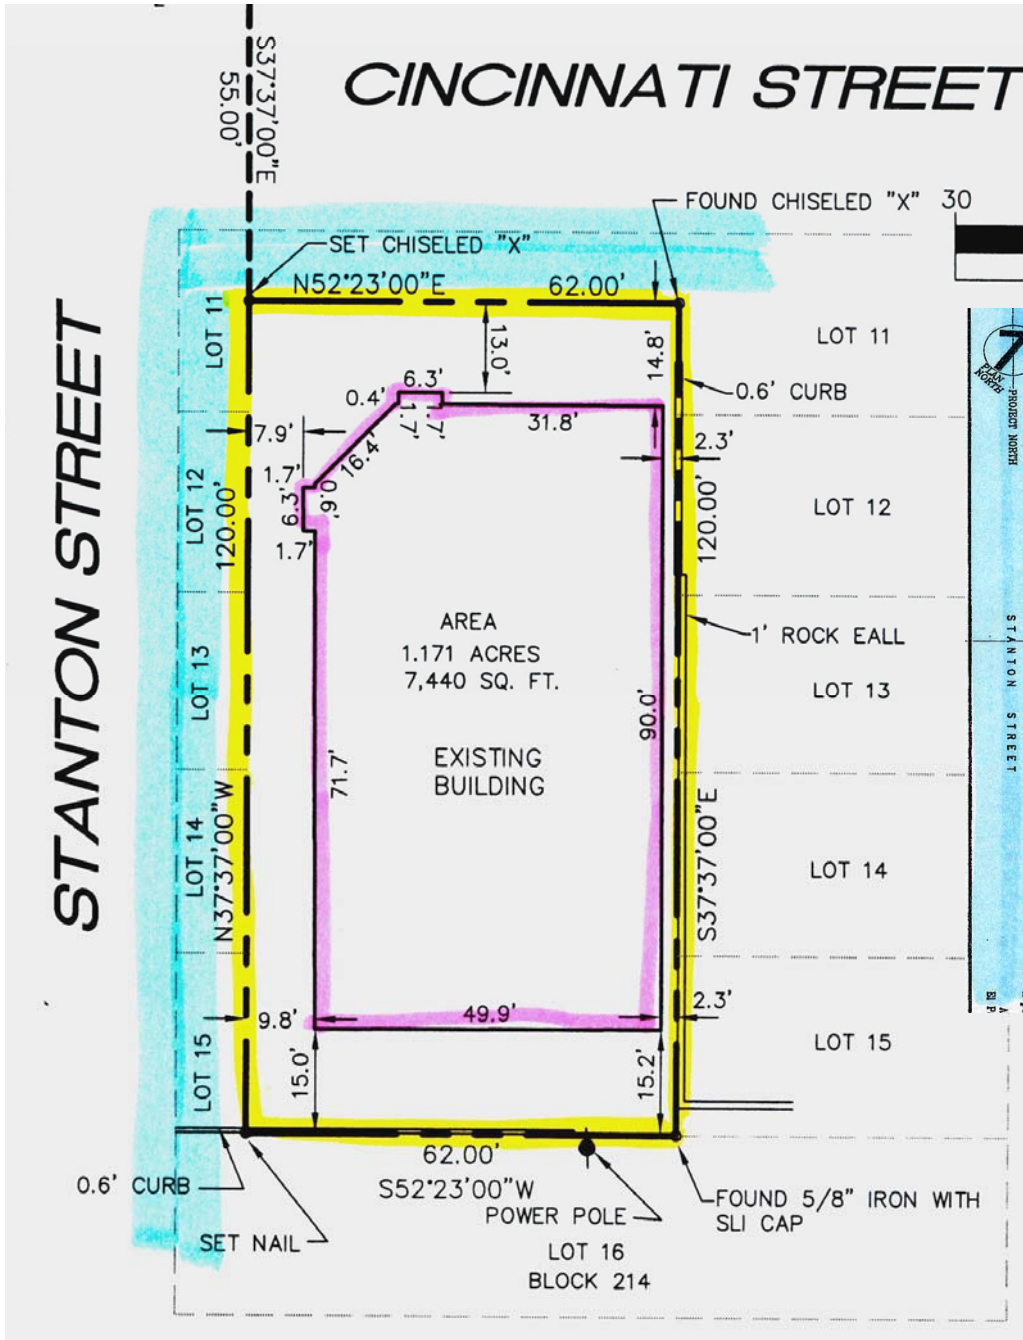 S37°37'00"E
55.00'
CINCINNATI STREET
FOUND CHISELED "X"
30
SET CHISELED "X"
N52°23'00"E
62.00'
LOT 11
LOT 11
13.0'
14.8'
0.6' CURB
6.3'
0.4'
1.7'
1.7'
31.8'
7.9'
16.4'
2.3'
1.7'
6.3'
0.6'
1.7'
LOT 12
120.00'
120.00'
LOT 12
STANTON STREET
PLAN NORTH
PROJECT NORTH
STANTON STREET
AREA
1.171 ACRES
7,440 SQ. FT.
1' ROCK EALL
LOT 13
LOT 13
EXISTING
BUILDING
71.7'
90.0'
LOT 14
N37°37'00"W
S37°37'00"E
LOT 14
9.8'
49.9'
2.3'
LOT 15
15.0'
15.2'
LOT 15
62.00'
S52°23'00"W
0.6' CURB
POWER POLE
FOUND 5/8" IRON WITH
SLI CAP
SET NAIL
LOT 16
BLOCK 214